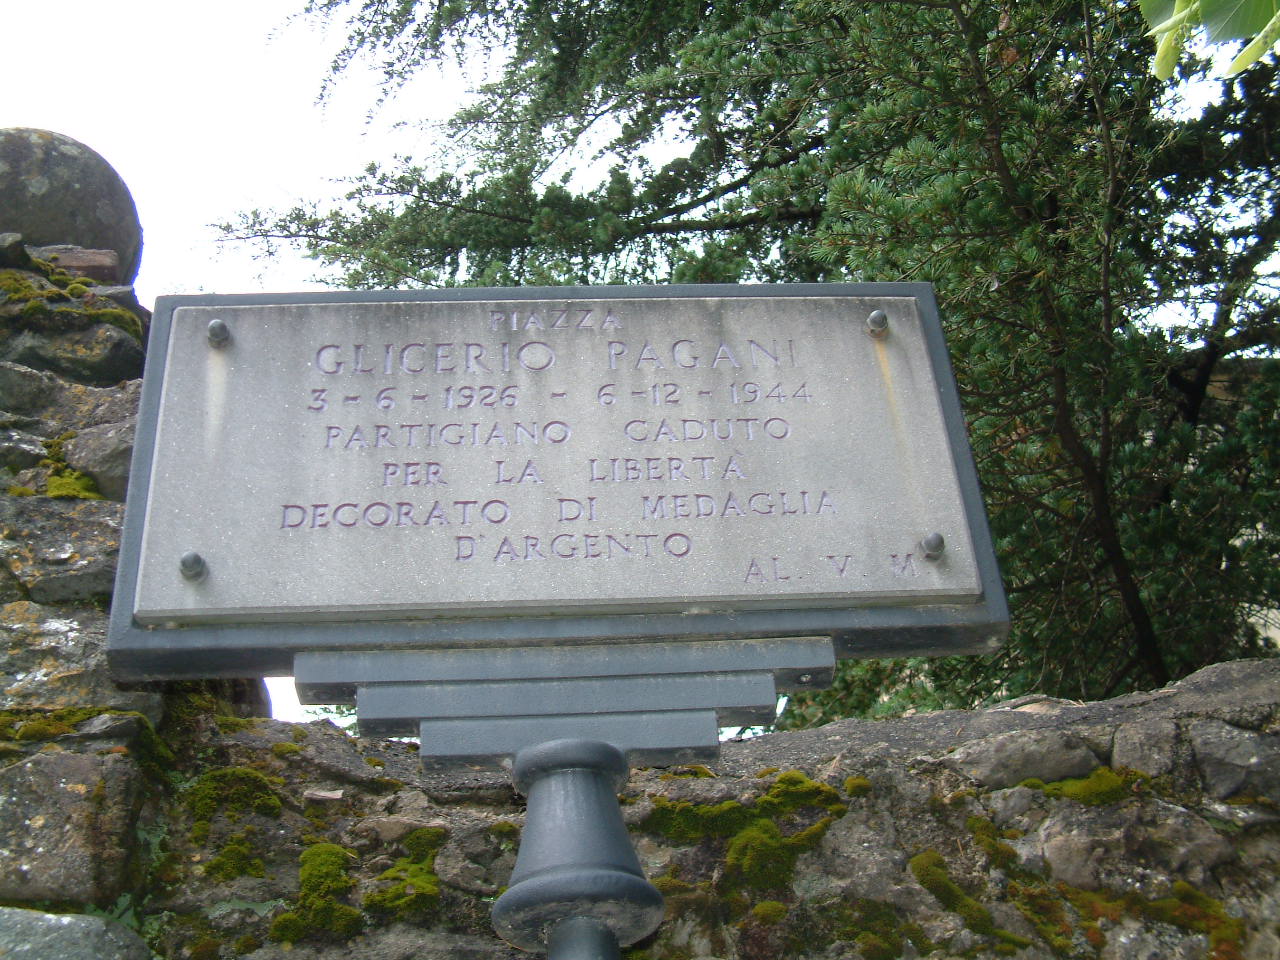 PIAZZA
GLICERIO PAGANI
3-6-1926 - 6-12-1944
PARTIGIANO CADUTO
PER LA LIBERTÀ
DECORATO DI MEDAGLIA
D'ARGENTO
AL. V. M.